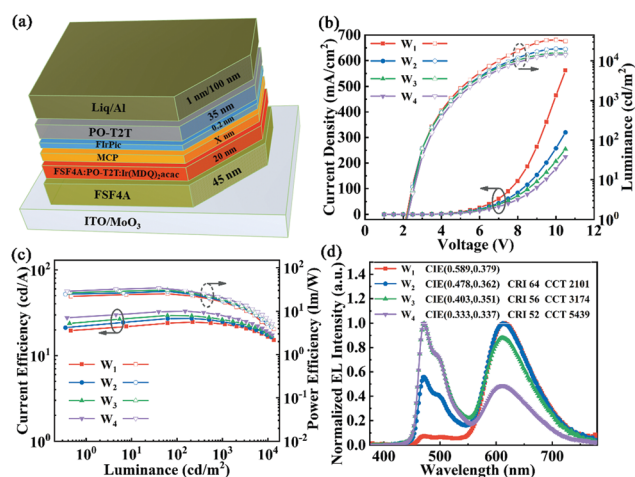 (a)
Liq/Al
1 nm/100 nm
PO-T2T
35 nm
FIrPic
0.2 nm
MCP
X nm
FSF4A:PO-T2T:Ir(MDQ)₂acac
20 nm
FSF4A
45 nm
ITO/MoO₃
(b)
Current Density (mA/cm²)
700
600
500
400
300
200
100
0
W₁
W₂
W₃
W₄
Luminance (cd/m²)
10⁵
10⁴
10³
10²
10¹
10⁰
0 2 4 6 8 10 12
Voltage (V)
(c)
Current Efficiency (cd/A)
10²
10¹
10⁰
W₁
W₂
W₃
W₄
Power Efficiency (lm/W)
10²
10¹
10⁰
10⁻¹
10⁻²
10⁰ 10¹ 10² 10³ 10⁴
Luminance (cd/m²)
(d)
Normalized EL Intensity (a.u.)
1.4
1.2
1.0
0.8
0.6
0.4
0.2
0.0
W₁ CIE(0.589,0.379)
W₂ CIE(0.478,0.362) CRI 64 CCT 2101
W₃ CIE(0.403,0.351) CRI 56 CCT 3174
W₄ CIE(0.333,0.337) CRI 52 CCT 5439
400 500 600 700
Wavelength (nm)